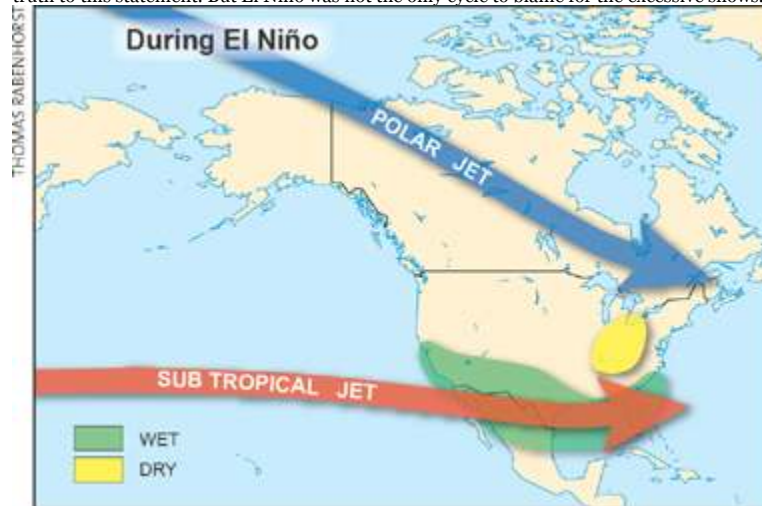 truth to this statement. But El Niño was not the only cycle to blame for the excessive snows.
THOMAS RABENHORST
During El Niño
POLAR JET
SUB TROPICAL JET
WET
DRY